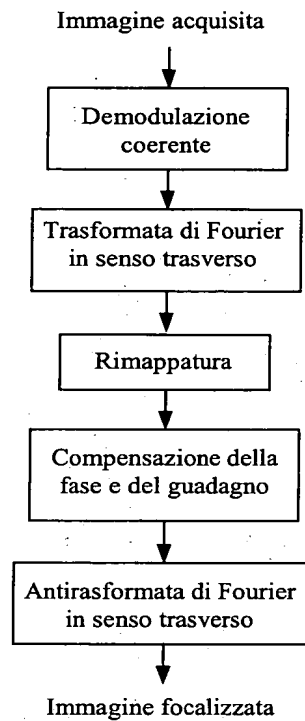 Immagine acquisita
Demodulazione
coerente
Trasformata di Fourier
in senso trasverso
Rimappatura
Compensazione della
fase e del guadagno
Antirasformata di Fourier
in senso trasverso
Immagine focalizzata